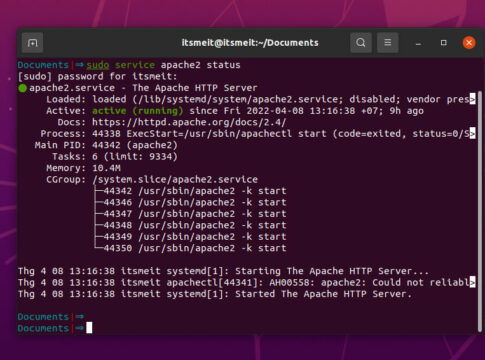 itsmeit@itsmeit:~/Documents
Documents|⇒ sudo service apache2 status
[sudo] password for itsmeit:
● apache2.service - The Apache HTTP Server
Loaded: loaded (/lib/systemd/system/apache2.service; disabled; vendor pres>
Active: active (running) since Fri 2022-04-08 13:16:38 +07; 9h ago
Docs: https://httpd.apache.org/docs/2.4/
Process: 44338 ExecStart=/usr/sbin/apachectl start (code=exited, status=0/S>
Main PID: 44342 (apache2)
Tasks: 6 (limit: 9334)
Memory: 10.4M
CGroup: /system.slice/apache2.service
├─44342 /usr/sbin/apache2 -k start
├─44346 /usr/sbin/apache2 -k start
├─44347 /usr/sbin/apache2 -k start
├─44348 /usr/sbin/apache2 -k start
├─44349 /usr/sbin/apache2 -k start
└─44350 /usr/sbin/apache2 -k start
Thg 4 08 13:16:38 itsmeit systemd[1]: Starting The Apache HTTP Server...
Thg 4 08 13:16:38 itsmeit apachectl[44341]: AH00558: apache2: Could not reliabl>
Thg 4 08 13:16:38 itsmeit systemd[1]: Started The Apache HTTP Server.
Documents|⇒
Documents|⇒